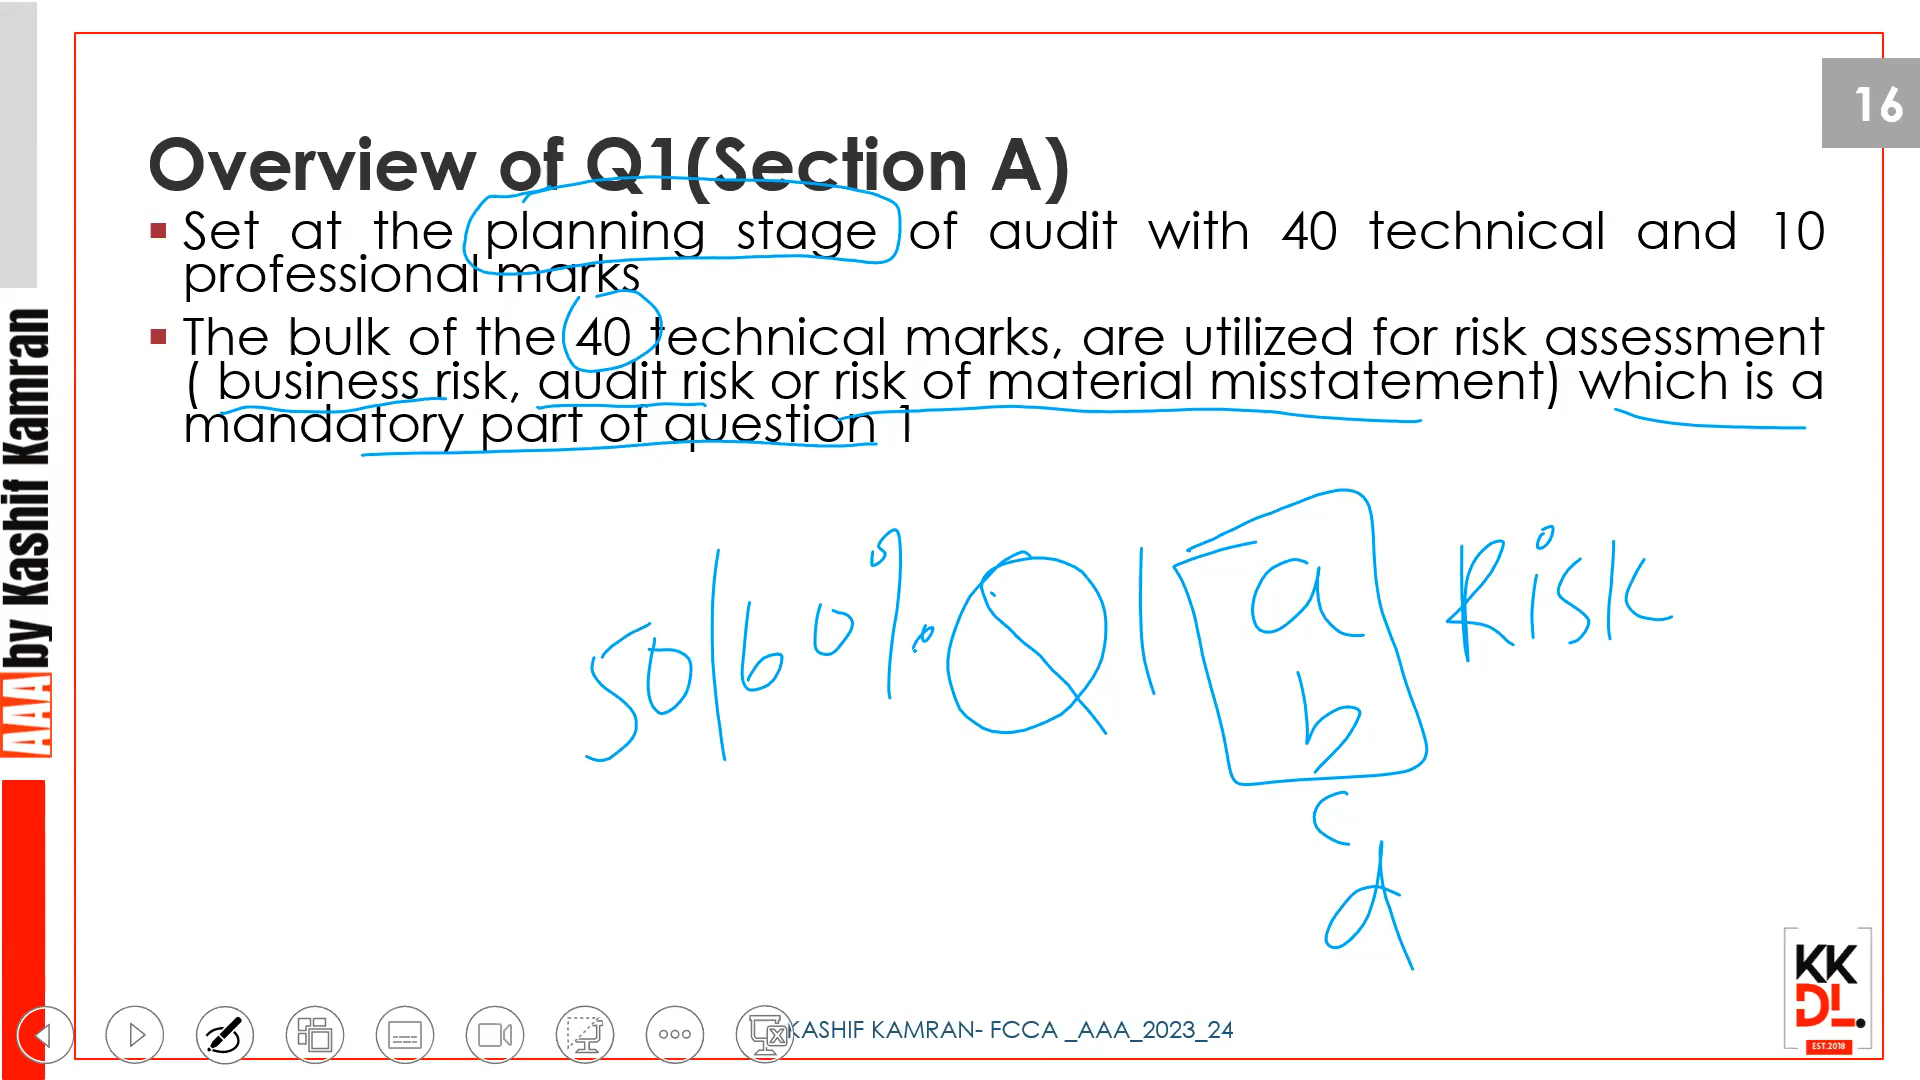 16
Overview of Q1(Section A)
Set at the planning stage of audit with 40 technical and 10
professional marks
The bulk of the 40 technical marks, are utilized for risk assessment
( business risk, audit risk or risk of material misstatement) which is a
mandatory part of question 1
50/60% Q1 a Risk
b
c
d
AAA by Kashif Kamran
KASHIF KAMRAN- FCCA _AAA_2023_24
KK
DL.
EST.2018